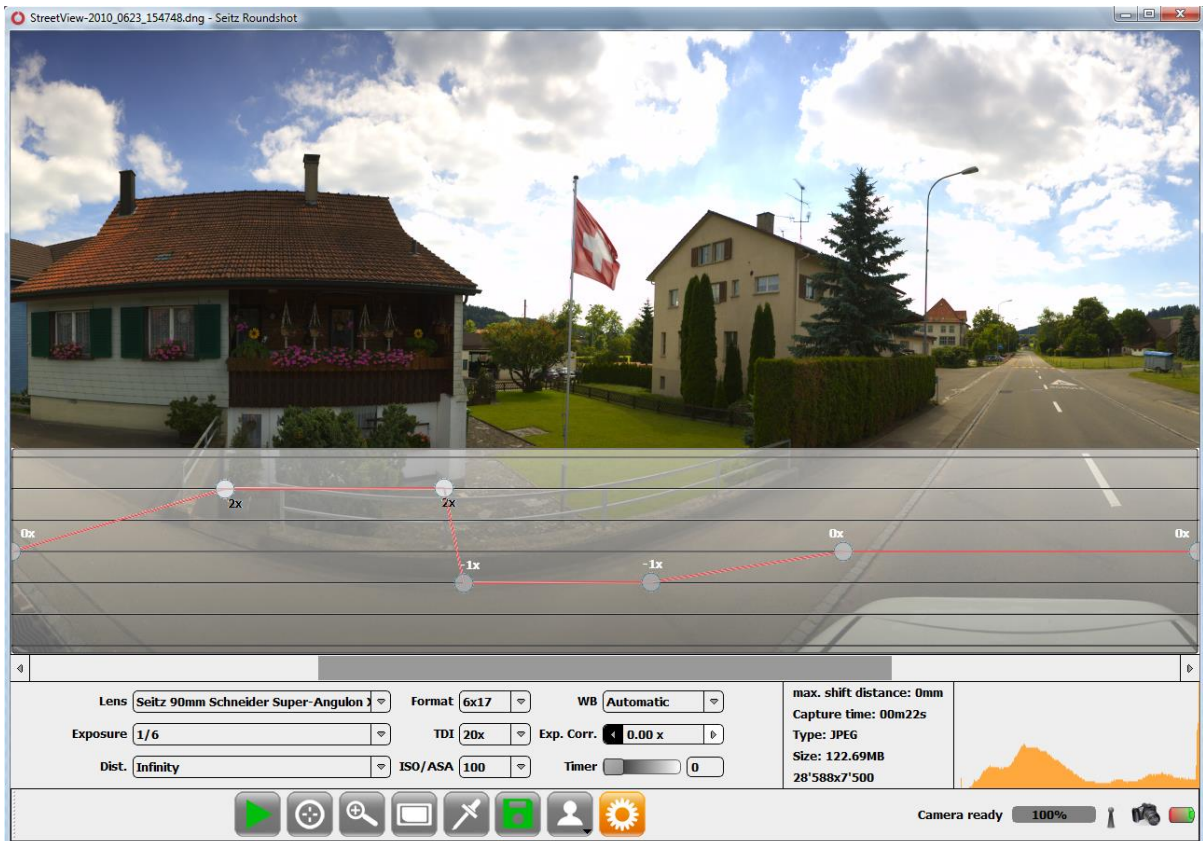 StreetView-2010_0623_154748.dng - Seitz Roundshot
2x
2x
0x
0x
0x
-1x
-1x
Lens Seitz 90mm Schneider Super-Angulon Format 6x17 WB Automatic
Exposure 1/6 TDI 20x Exp. Corr. 0.00 x
Dist. Infinity ISO/ASA 100 Timer 0
max. shift distance: 0mm
Capture time: 00m22s
Type: JPEG
Size: 122.69MB
28'588x7'500
Camera ready 100%